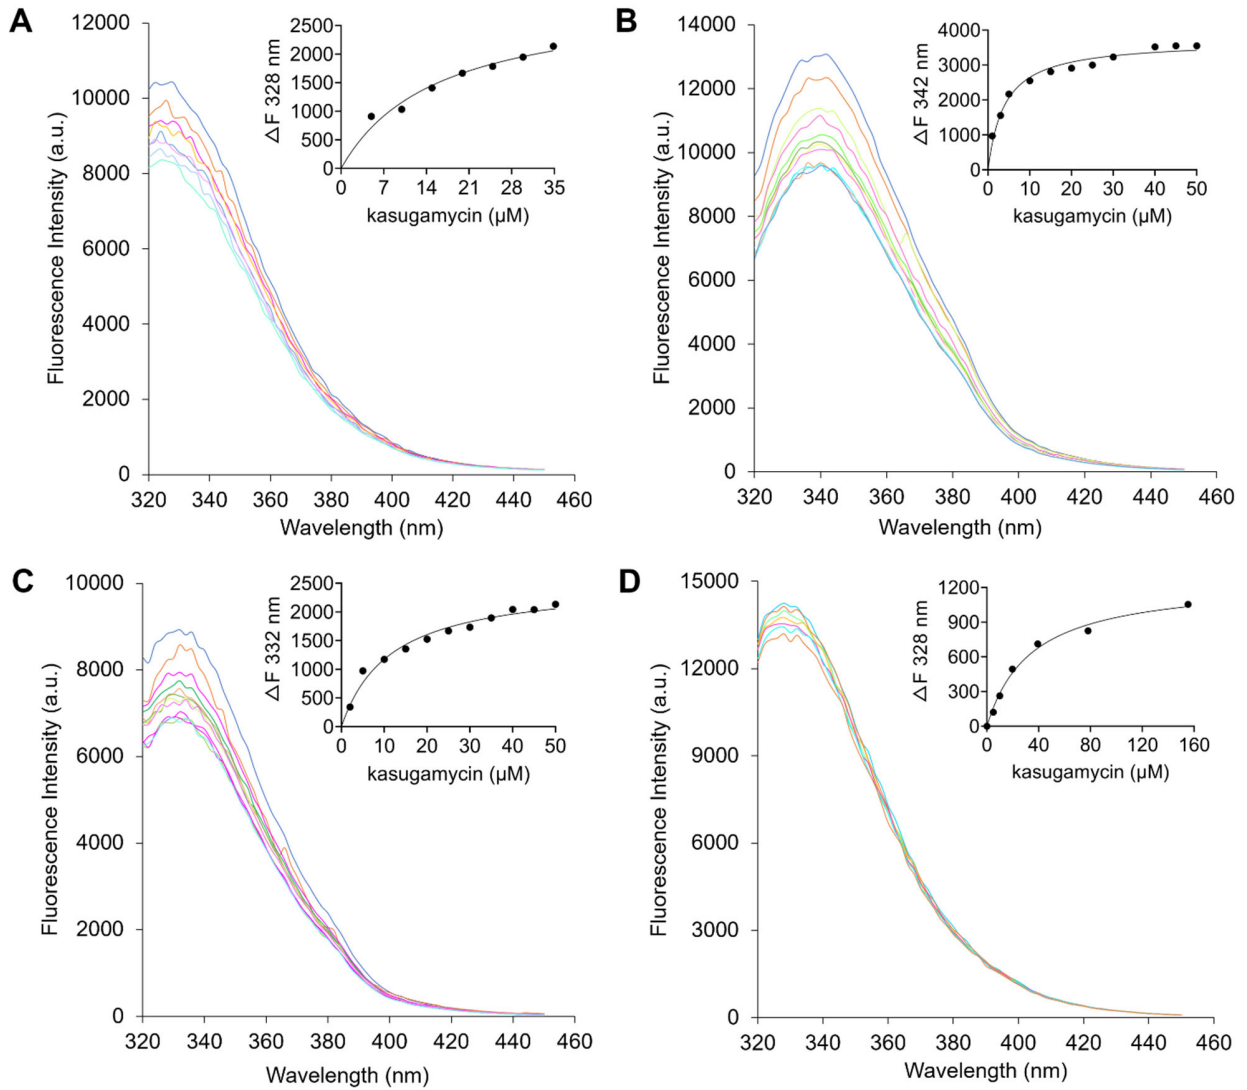 A
12000
10000
8000
6000
4000
2000
0
320 340 360 380 400 420 440 460
Fluorescence Intensity (a.u.)
Wavelength (nm)
2500
2000
1500
1000
500
0
0 7 14 21 28 35
△F 328 nm
kasugamycin (μM)
B
14000
12000
10000
8000
6000
4000
2000
0
320 340 360 380 400 420 440 460
Fluorescence Intensity (a.u.)
Wavelength (nm)
4000
3000
2000
1000
0
0 10 20 30 40 50
△F 342 nm
kasugamycin (μM)
C
10000
8000
6000
4000
2000
0
320 340 360 380 400 420 440 460
Fluorescence Intensity (a.u.)
Wavelength (nm)
2500
2000
1500
1000
500
0
0 10 20 30 40 50
△F 332 nm
kasugamycin (μM)
D
15000
12000
9000
6000
3000
0
320 340 360 380 400 420 440 460
Fluorescence Intensity (a.u.)
Wavelength (nm)
1200
900
600
300
0
0 40 80 120 160
△F 328 nm
kasugamycin (μM)